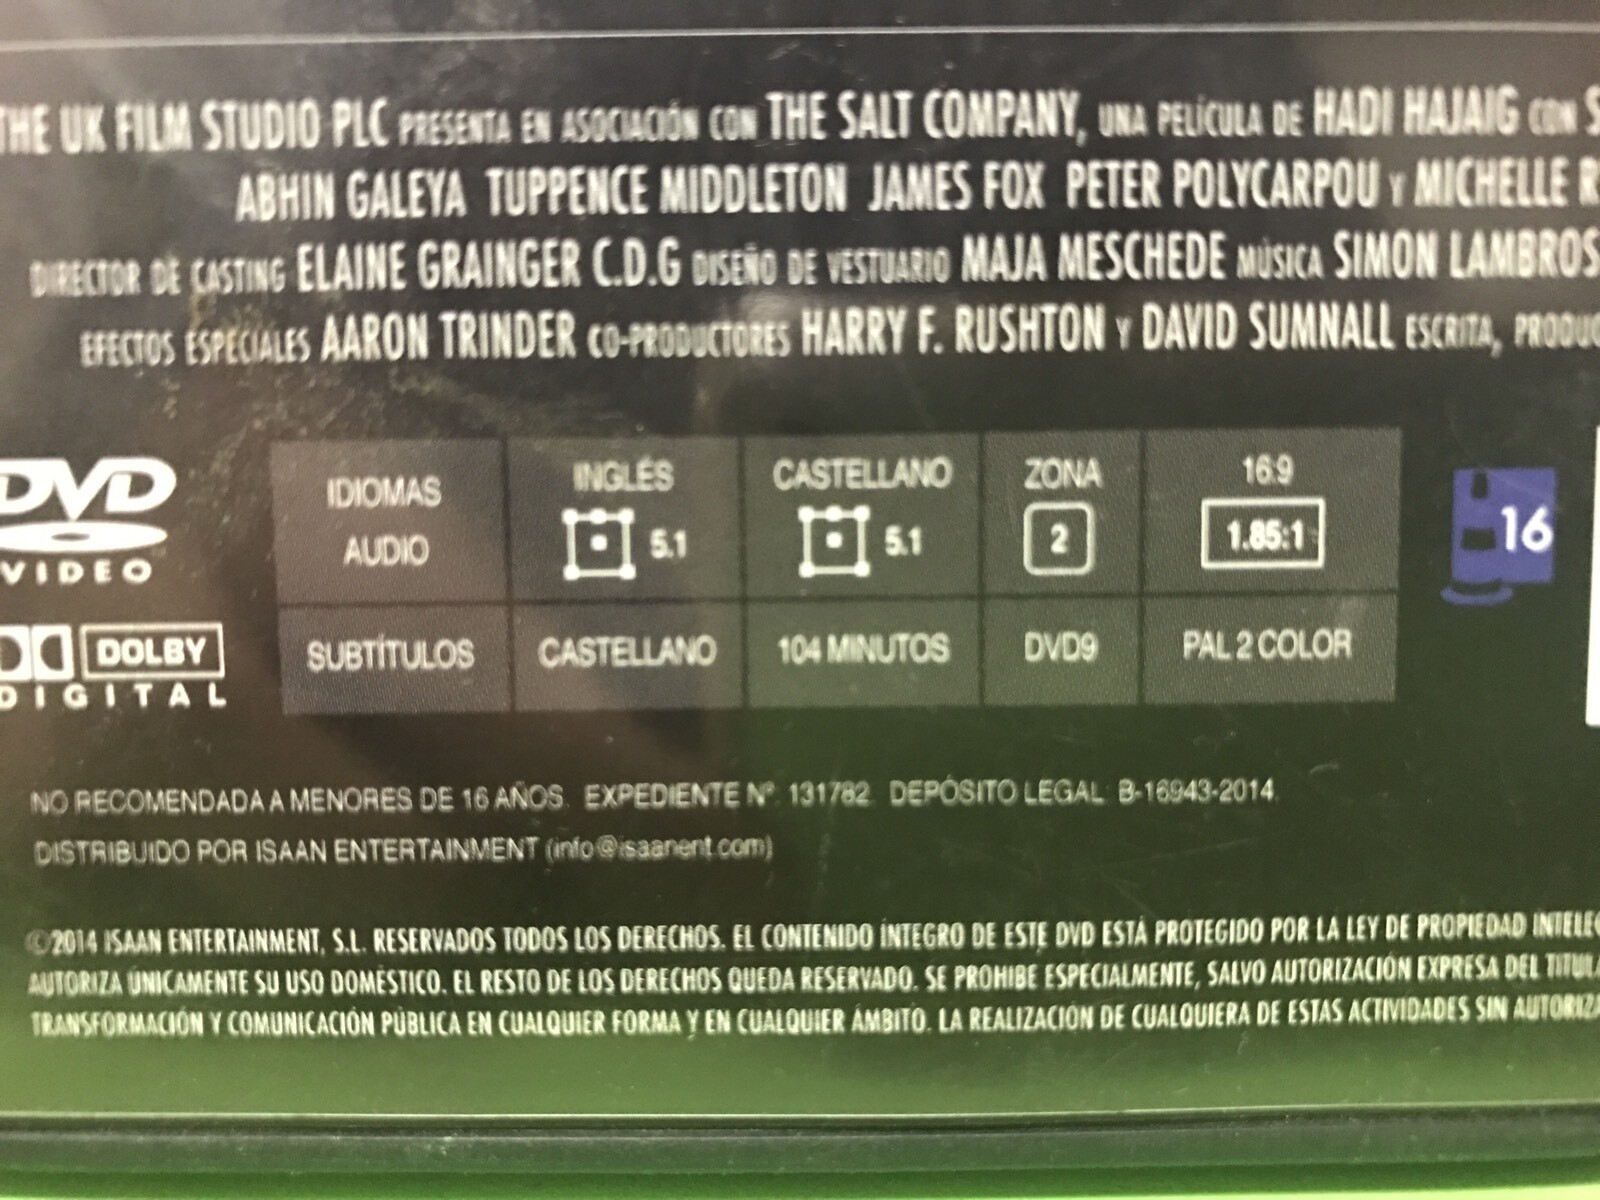 THE UK FILM STUDIO PLC PRESENTA EN ASOCIACIÓN CON THE SALT COMPANY, UNA PELÍCULA DE HADI HAJAIG CON S
ABHIN GALEYA TUPPENCE MIDDLETON JAMES FOX PETER POLYCARPOU Y MICHELLE R
DIRECTOR DE CASTING ELAINE GRAINGER C.D.G DISEÑO DE VESTUARIO MAJA MESCHEDE MÚSICA SIMON LAMBROS
EFECTOS ESPECIALES AARON TRINDER CO-PRODUCTORES HARRY F. RUSHTON Y DAVID SUMNALL ESCRITA, PRODUC
DVD
VIDEO
DOLBY
DIGITAL
IDIOMAS INGLÉS CASTELLANO ZONA 16:9
AUDIO 5.1 5.1 2 1.85:1
SUBTÍTULOS CASTELLANO 104 MINUTOS DVD9 PAL 2 COLOR
16
NO RECOMENDADA A MENORES DE 16 AÑOS. EXPEDIENTE Nº. 131782 DEPÓSITO LEGAL: B-16943-2014.
DISTRIBUIDO POR ISAAN ENTERTAINMENT (info@isaanent.com)
©2014 ISAAN ENTERTAINMENT, S.L. RESERVADOS TODOS LOS DERECHOS. EL CONTENIDO ÍNTEGRO DE ESTE DVD ESTÁ PROTEGIDO POR LA LEY DE PROPIEDAD INTELEC
AUTORIZA ÚNICAMENTE SU USO DOMÉSTICO. EL RESTO DE LOS DERECHOS QUEDA RESERVADO. SE PROHIBE ESPECIALMENTE, SALVO AUTORIZACIÓN EXPRESA DEL TITULA
TRANSFORMACIÓN Y COMUNICACIÓN PÚBLICA EN CUALQUIER FORMA Y EN CUALQUIER ÁMBITO. LA REALIZACIÓN DE CUALQUIERA DE ESTAS ACTIVIDADES SIN AUTORIZA